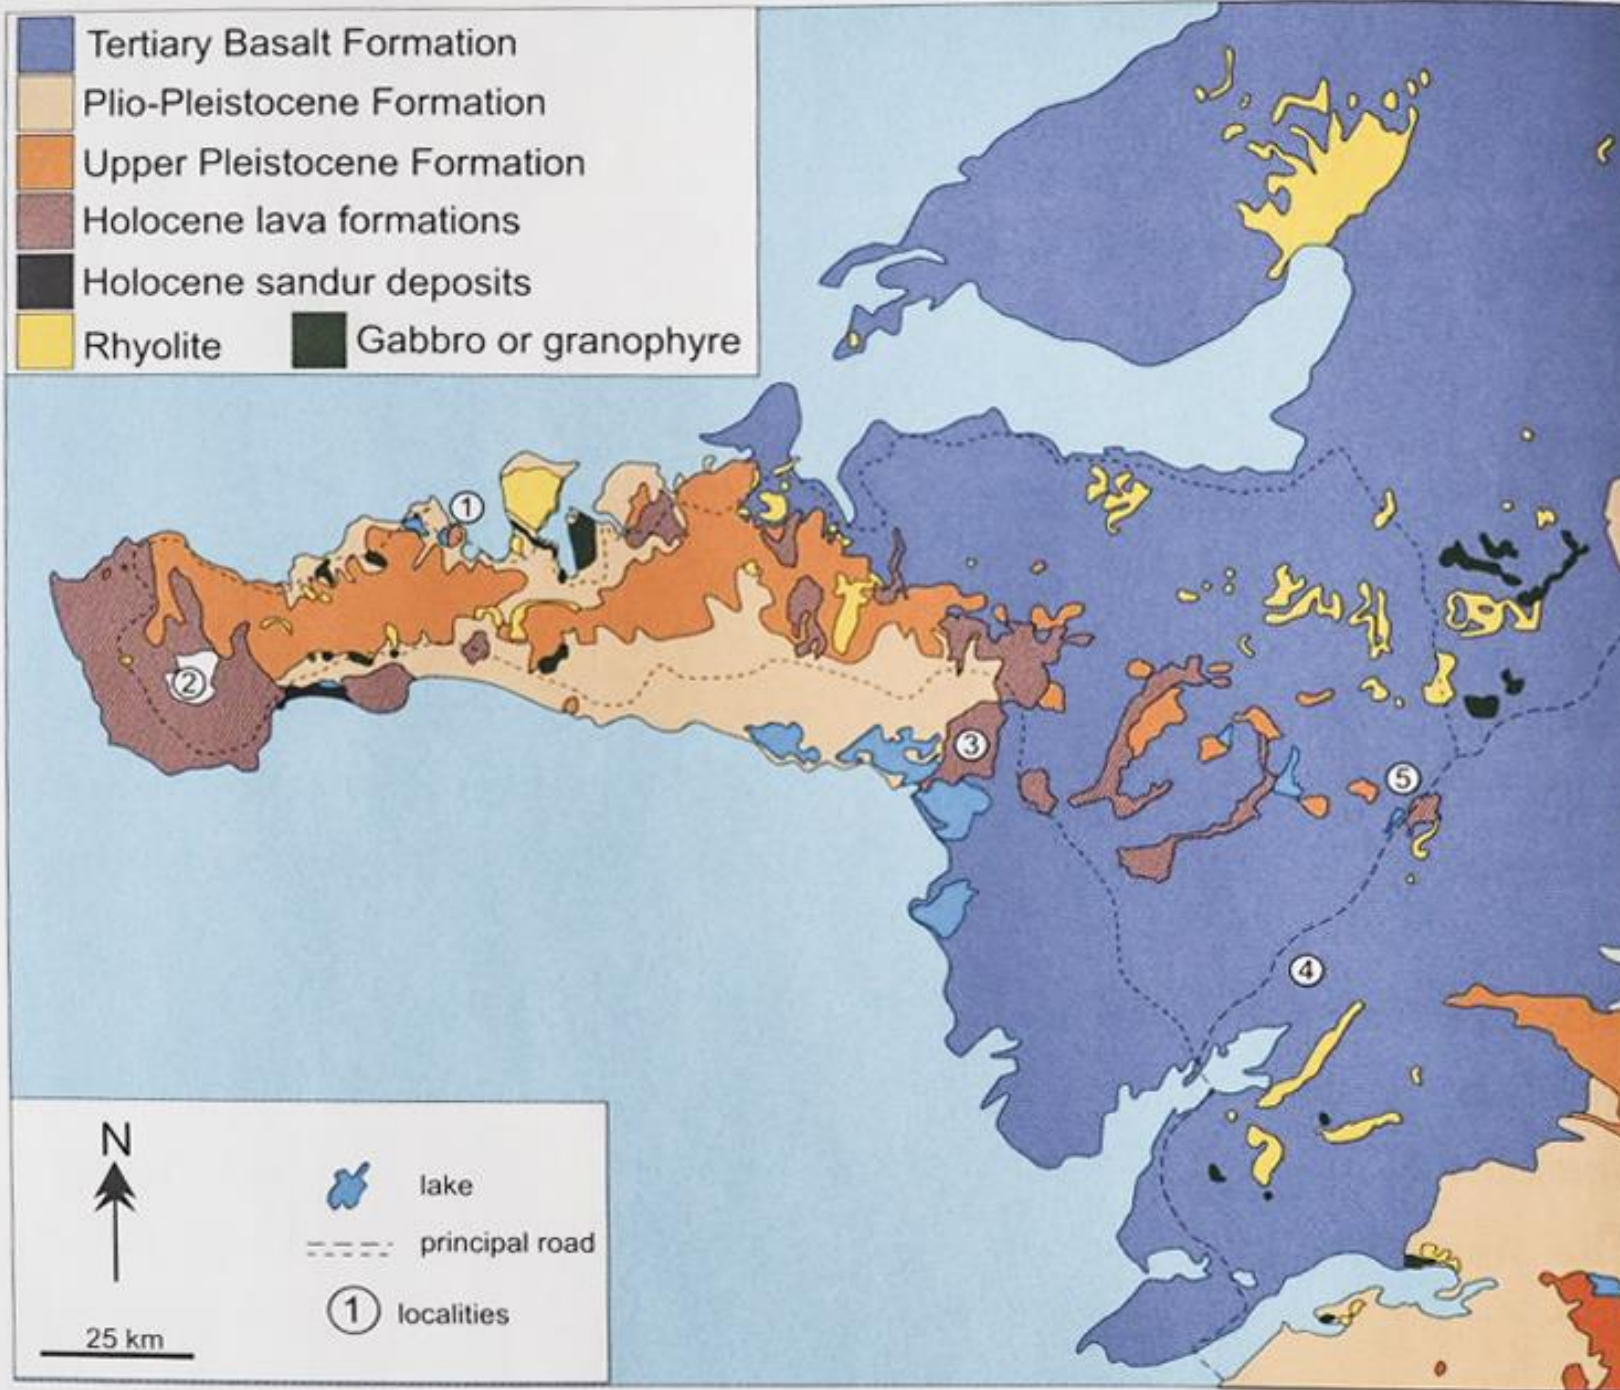 Tertiary Basalt Formation
Plio-Pleistocene Formation
Upper Pleistocene Formation
Holocene lava formations
Holocene sandur deposits
Rhyolite
Gabbro or granophyre
1
2
3
5
4
N
lake
principal road
1 localities
25 km